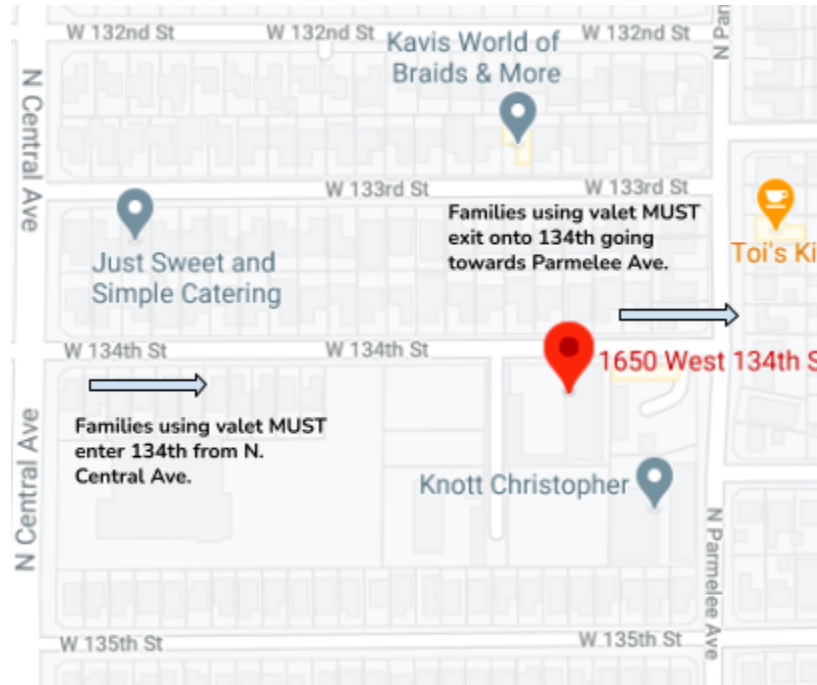 W 132nd St
W 132nd St
W 132nd St
N Par
Kavis World of
Braids & More
N Central Ave
W 133rd St
W 133rd St
Families using valet MUST
exit onto 134th going
towards Parmelee Ave.
Toi's Ki
Just Sweet and
Simple Catering
W 134th St
W 134th St
1650 West 134th S
Families using valet MUST
enter 134th from N.
Central Ave.
N Central Ave
Knott Christopher
N Parmelee Ave
W 135th St
W 135th St